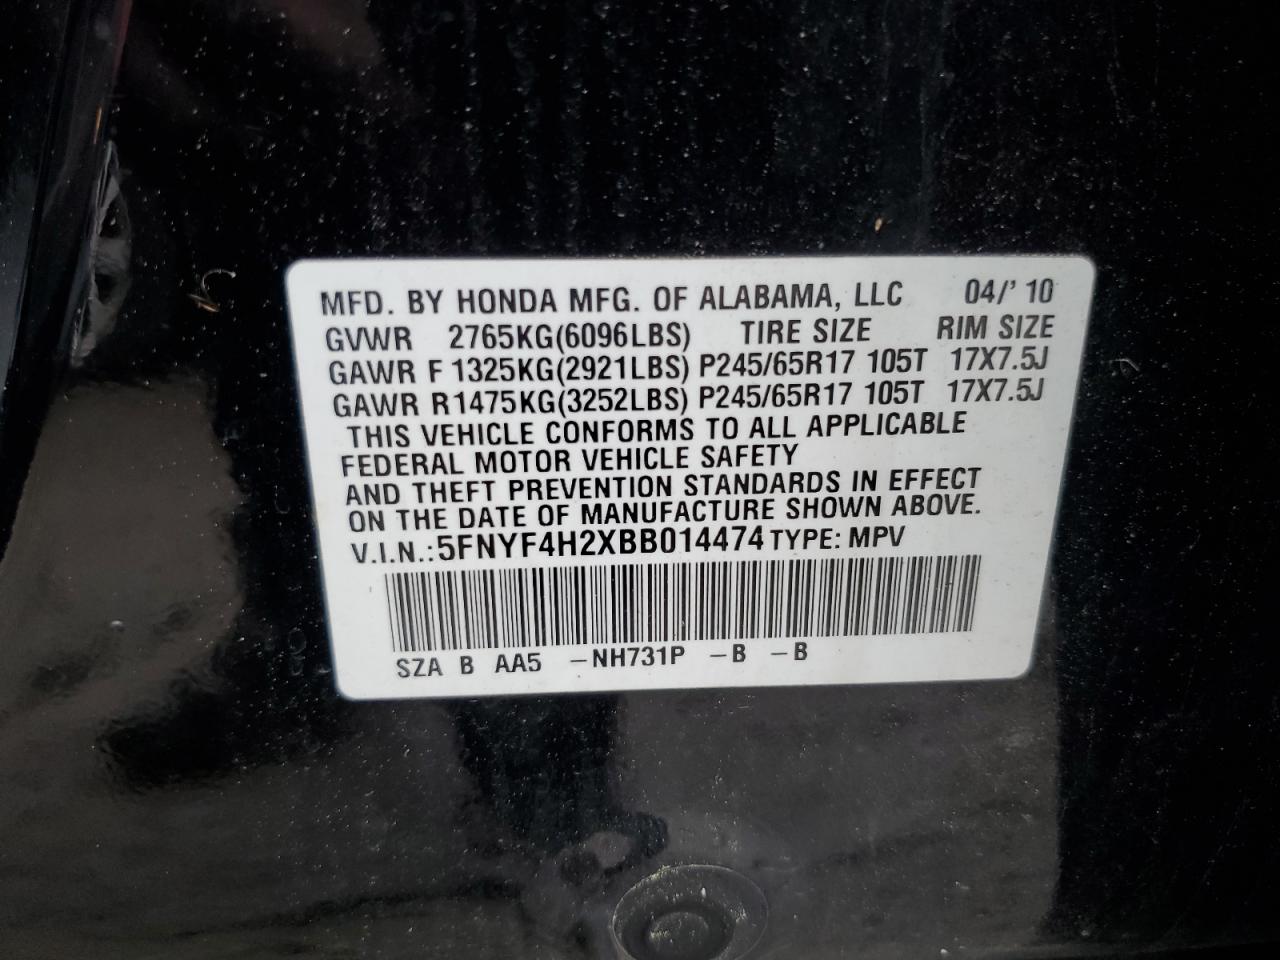 MFD. BY HONDA MFG. OF ALABAMA, LLC 04/' 10
GVWR 2765KG(6096LBS) TIRE SIZE RIM SIZE
GAWR F 1325KG(2921LBS) P245/65R17 105T 17X7.5J
GAWR R1475KG(3252LBS) P245/65R17 105T 17X7.5J
THIS VEHICLE CONFORMS TO ALL APPLICABLE
FEDERAL MOTOR VEHICLE SAFETY
AND THEFT PREVENTION STANDARDS IN EFFECT
ON THE DATE OF MANUFACTURE SHOWN ABOVE.
V.I.N.:5FNYF4H2XBB014474 TYPE: MPV
SZA B AA5 -NH731P -B -B